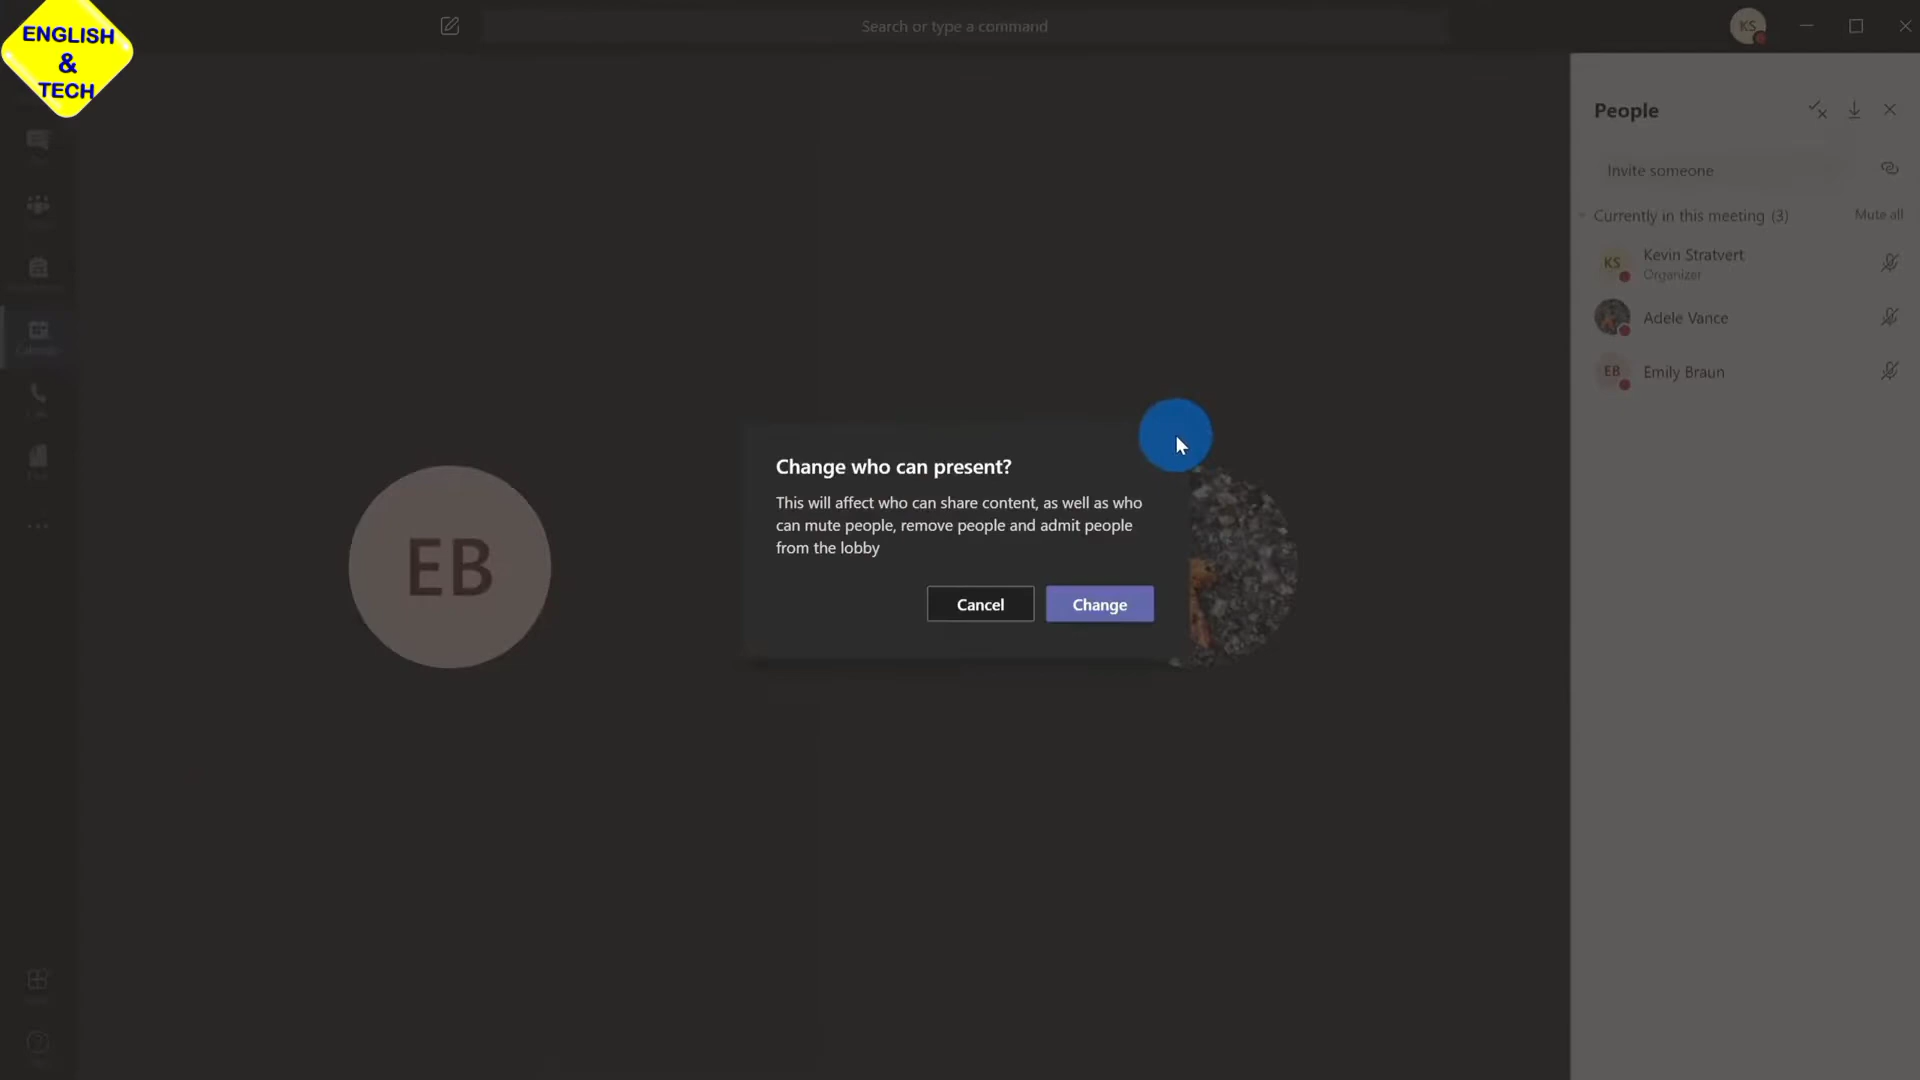 ENGLISH
&
TECH
Search or type a command
KS
People
Invite someone
Currently in this meeting (3)
Mute all
KS
Kevin Stratvert
Organizer
Adele Vance
EB
Emily Braun
EB
Change who can present?
This will affect who can share content, as well as who
can mute people, remove people and admit people
from the lobby
Cancel
Change
Calendar